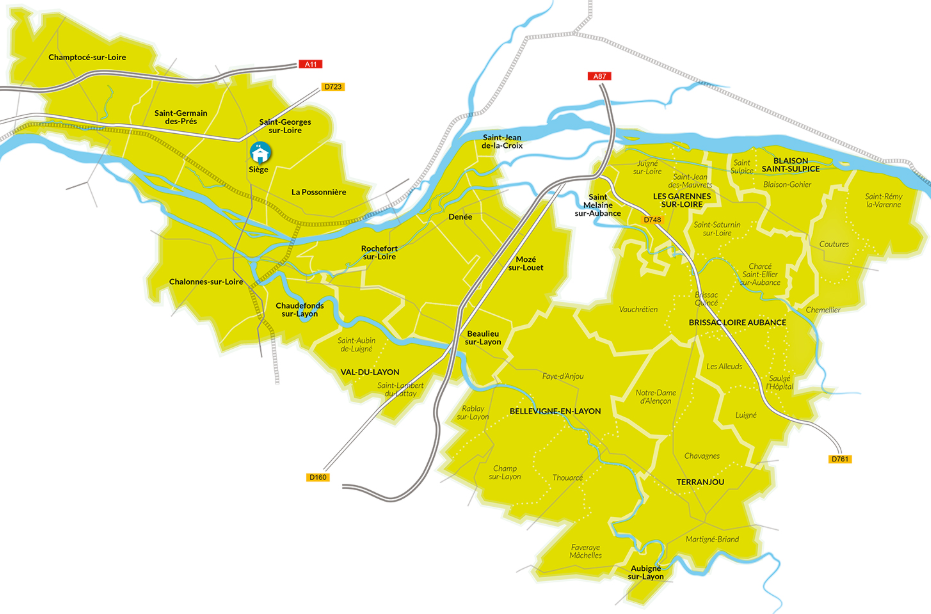 Champtocé-sur-Loire
A11
D723
A87
Saint-Germain
des-Prés
Saint-Georges
sur-Loire
Siège
La Possonnière
Saint-Jean
de-la-Croix
Denée
Rochefort
sur-Loire
Mozé
sur-Louet
Saint
Melaine
sur-Aubance
Juigné
sur-Loire
Saint-Jean
des-Mauvrets
LES GARENNES
SUR-LOIRE
Saint
Sulpice
BLAISON
SAINT-SULPICE
Blaison-Gohier
Saint-Rémy
la-Varenne
D748
Saint-Saturnin
sur-Loire
Coutures
Charcé
Saint-Ellier
sur-Aubance
Chemellier
Chalonnes-sur-Loire
Chaudefonds
sur-Layon
Vauchrétien
Brissac
Quincé
BRISSAC LOIRE AUBANCE
Saint-Aubin
de-Luigné
Beaulieu
sur-Layon
VAL-DU-LAYON
Saint-Lambert
du-Lattay
Faye-d'Anjou
Les Alleuds
Saulgé
l'Hôpital
Notre-Dame
d'Alençon
Rablay
sur-Layon
BELLEVIGNE-EN-LAYON
Luigné
D761
Chavagnes
Champ
sur-Layon
Thouarcé
D160
TERRANJOU
Martigné-Briand
Faveraye
Mâchelles
Aubigné
sur-Layon